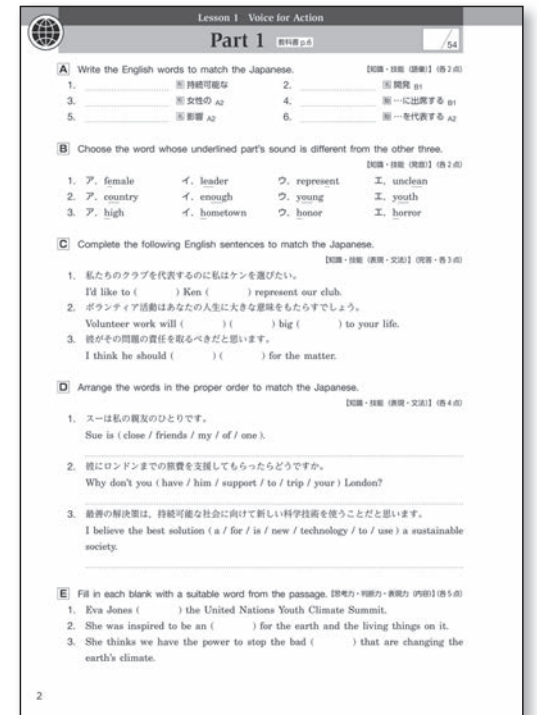 Lesson 1 Voice for Action
Part 1 教科書 p.6
54
A Write the English words to match the Japanese. 【知識・技能（語彙）】（各 2 点）
1. 形 持続可能な 2. 名 開発 B1
3. 形 女性の A2 4. 動 …に出席する B1
5. 名 影響 A2 6. 動 …を代表する A2
B Choose the word whose underlined part's sound is different from the other three.
【知識・技能（発音）】（各 2 点）
1. ア. female イ. leader ウ. represent エ. unclean
2. ア. country イ. enough ウ. young エ. youth
3. ア. high イ. hometown ウ. honor エ. horror
C Complete the following English sentences to match the Japanese.
【知識・技能（表現・文法）】（完答・各 3 点）
1. 私たちのクラブを代表するのに私はケンを選びたい。
I'd like to ( ) Ken ( ) represent our club.
2. ボランティア活動はあなたの人生に大きな意味をもたらすでしょう。
Volunteer work will ( ) ( ) big ( ) to your life.
3. 彼がその問題の責任を取るべきだと思います。
I think he should ( ) ( ) for the matter.
D Arrange the words in the proper order to match the Japanese.
【知識・技能（表現・文法）】（各 4 点）
1. スーは私の親友のひとりです。
Sue is ( close / friends / my / of / one ).
2. 彼にロンドンまでの旅費を支援してもらったらどうですか。
Why don't you ( have / him / support / to / trip / your ) London?
3. 最善の解決策は，持続可能な社会に向けて新しい科学技術を使うことだと思います。
I believe the best solution ( a / for / is / new / technology / to / use ) a sustainable
society.
E Fill in each blank with a suitable word from the passage. 【思考力・判断力・表現力（内容）】（各 5 点）
1. Eva Jones ( ) the United Nations Youth Climate Summit.
2. She was inspired to be an ( ) for the earth and the living things on it.
3. She thinks we have the power to stop the bad ( ) that are changing the
earth's climate.
2